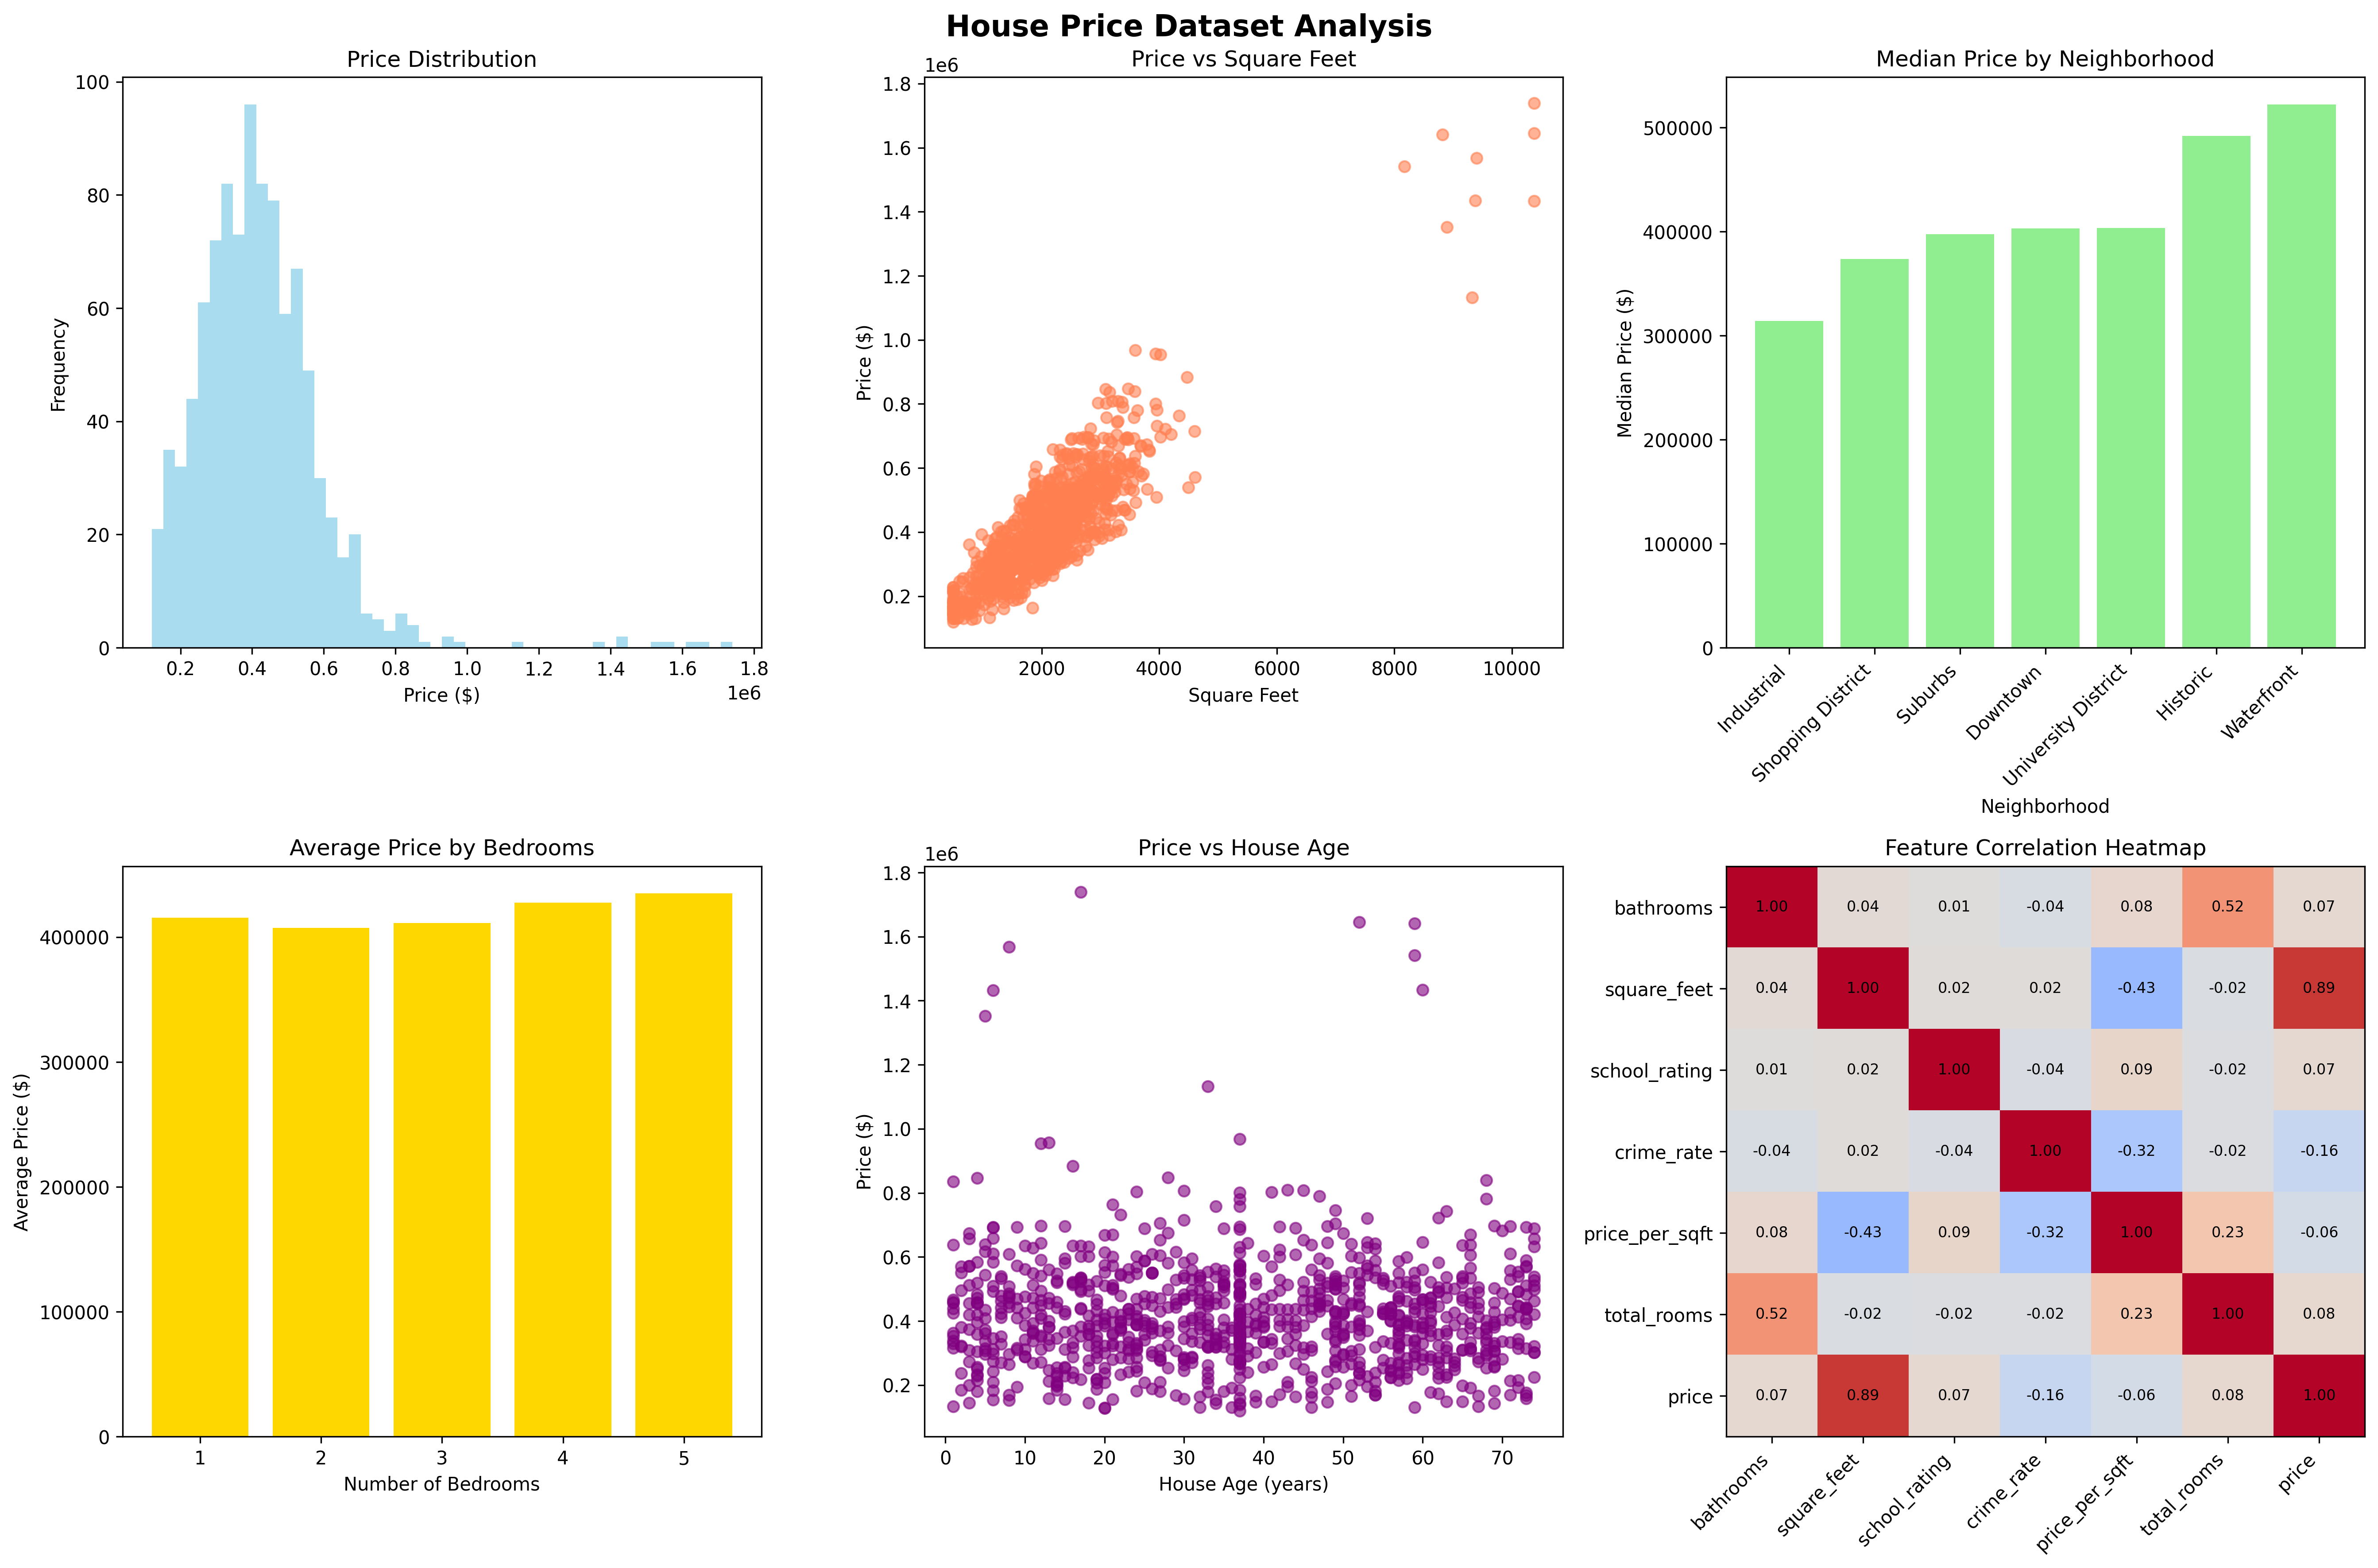 House Price Dataset Analysis
Price Distribution
100
80
60
40
20
0
Frequency
0.2 0.4 0.6 0.8 1.0 1.2 1.4 1.6 1.8
1e6
Price ($)
Price vs Square Feet
1e6
1.8
1.6
1.4
1.2
1.0
0.8
0.6
0.4
0.2
Price ($)
2000 4000 6000 8000 10000
Square Feet
Median Price by Neighborhood
500000
400000
300000
200000
100000
0
Median Price ($)
Industrial
Shopping District
Suburbs
Downtown
University District
Historic
Waterfront
Neighborhood
Average Price by Bedrooms
400000
300000
200000
100000
0
Average Price ($)
1 2 3 4 5
Number of Bedrooms
Price vs House Age
1e6
1.8
1.6
1.4
1.2
1.0
0.8
0.6
0.4
0.2
Price ($)
0 10 20 30 40 50 60 70
House Age (years)
Feature Correlation Heatmap
bathrooms 1.00 0.04 0.01 -0.04 0.08 0.52 0.07
square_feet 0.04 1.00 0.02 0.02 -0.43 -0.02 0.89
school_rating 0.01 0.02 1.00 -0.04 0.09 -0.02 0.07
crime_rate -0.04 0.02 -0.04 1.00 -0.32 -0.02 -0.16
price_per_sqft 0.08 -0.43 0.09 -0.32 1.00 0.23 -0.06
total_rooms 0.52 -0.02 -0.02 -0.02 0.23 1.00 0.08
price 0.07 0.89 0.07 -0.16 -0.06 0.08 1.00
bathrooms
square_feet
school_rating
crime_rate
price_per_sqft
total_rooms
price